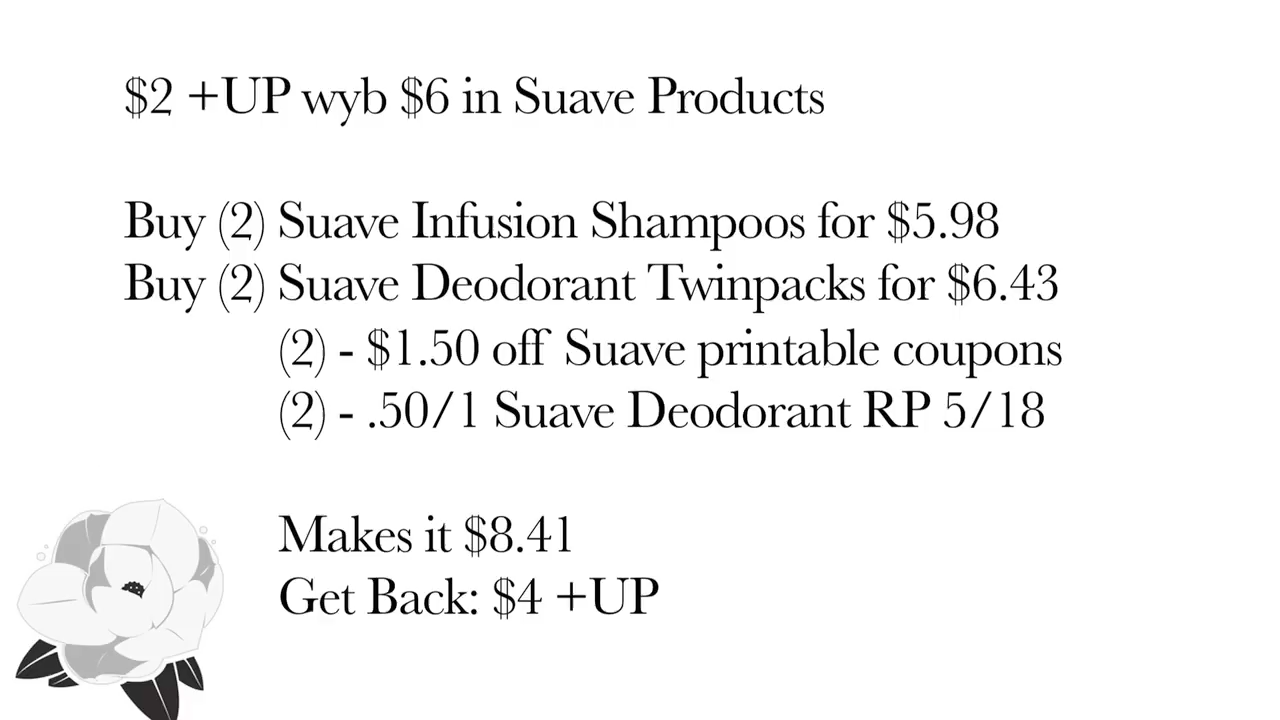 $2 +UP wyb $6 in Suave Products
Buy (2) Suave Infusion Shampoos for $5.98
Buy (2) Suave Deodorant Twinpacks for $6.43
(2) - $1.50 off Suave printable coupons
(2) - .50/1 Suave Deodorant RP 5/18
Makes it $8.41
Get Back: $4 +UP